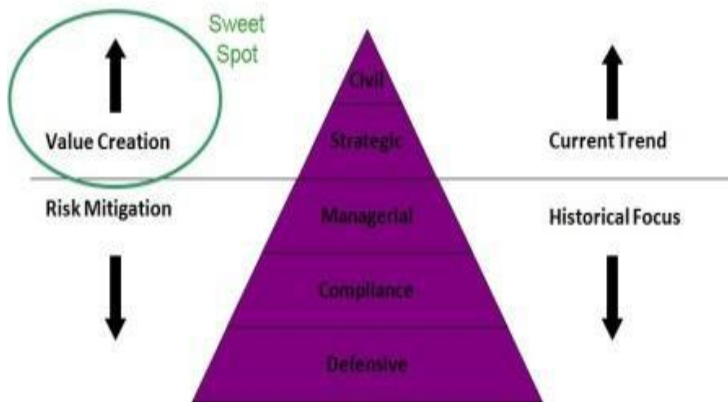 Sweet
Spot
Civil
Value Creation
Strategic
Current Trend
Risk Mitigation
Managerial
Historical Focus
Compliance
Defensive